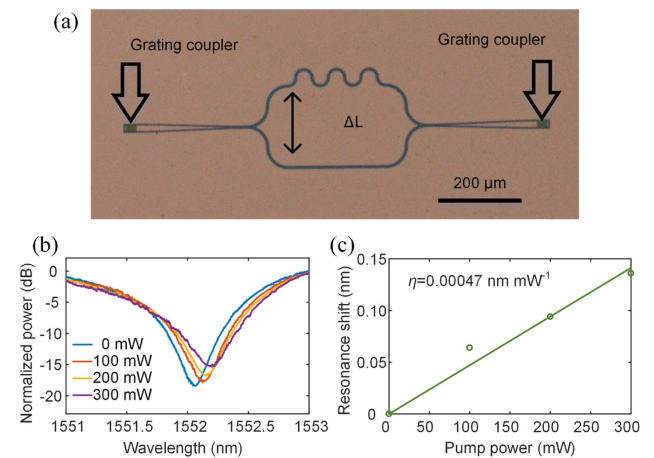 (a)
Grating coupler
Grating coupler
ΔL
200 μm
(b)
Normalized power (dB)
0
-5
-10
-15
-20
0 mW
100 mW
200 mW
300 mW
1551
1551.5
1552
1552.5
1553
Wavelength (nm)
(c)
Resonance shift (nm)
0.15
0.10
0.05
0
η=0.00047 nm mW⁻¹
0
50
100
150
200
250
300
Pump power (mW)